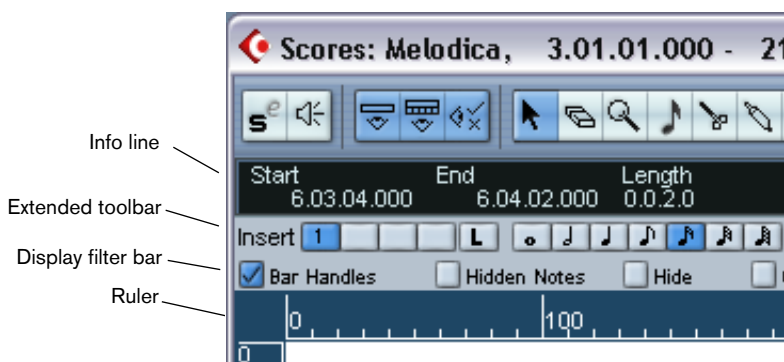 Scores: Melodica, 3.01.01.000 - 21
se
Info line
Start End Length
6.03.04.000 6.04.02.000 0.0.2.0
Extended toolbar
Insert 1 L
Display filter bar
Bar Handles Hidden Notes Hide
Ruler
0 100
0